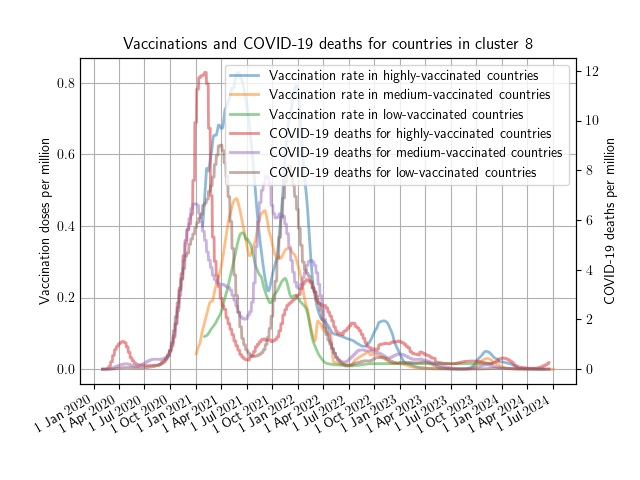 Vaccinations and COVID-19 deaths for countries in cluster 8
Vaccination rate in highly-vaccinated countries
Vaccination rate in medium-vaccinated countries
Vaccination rate in low-vaccinated countries
COVID-19 deaths for highly-vaccinated countries
COVID-19 deaths for medium-vaccinated countries
COVID-19 deaths for low-vaccinated countries
Vaccination doses per million
0.8
0.6
0.4
0.2
0.0
COVID-19 deaths per million
12
10
8
6
4
2
0
1 Jan 2020
1 Apr 2020
1 Jul 2020
1 Oct 2020
1 Jan 2021
1 Apr 2021
1 Jul 2021
1 Oct 2021
1 Jan 2022
1 Apr 2022
1 Jul 2022
1 Oct 2022
1 Jan 2023
1 Apr 2023
1 Jul 2023
1 Oct 2023
1 Jan 2024
1 Apr 2024
1 Jul 2024